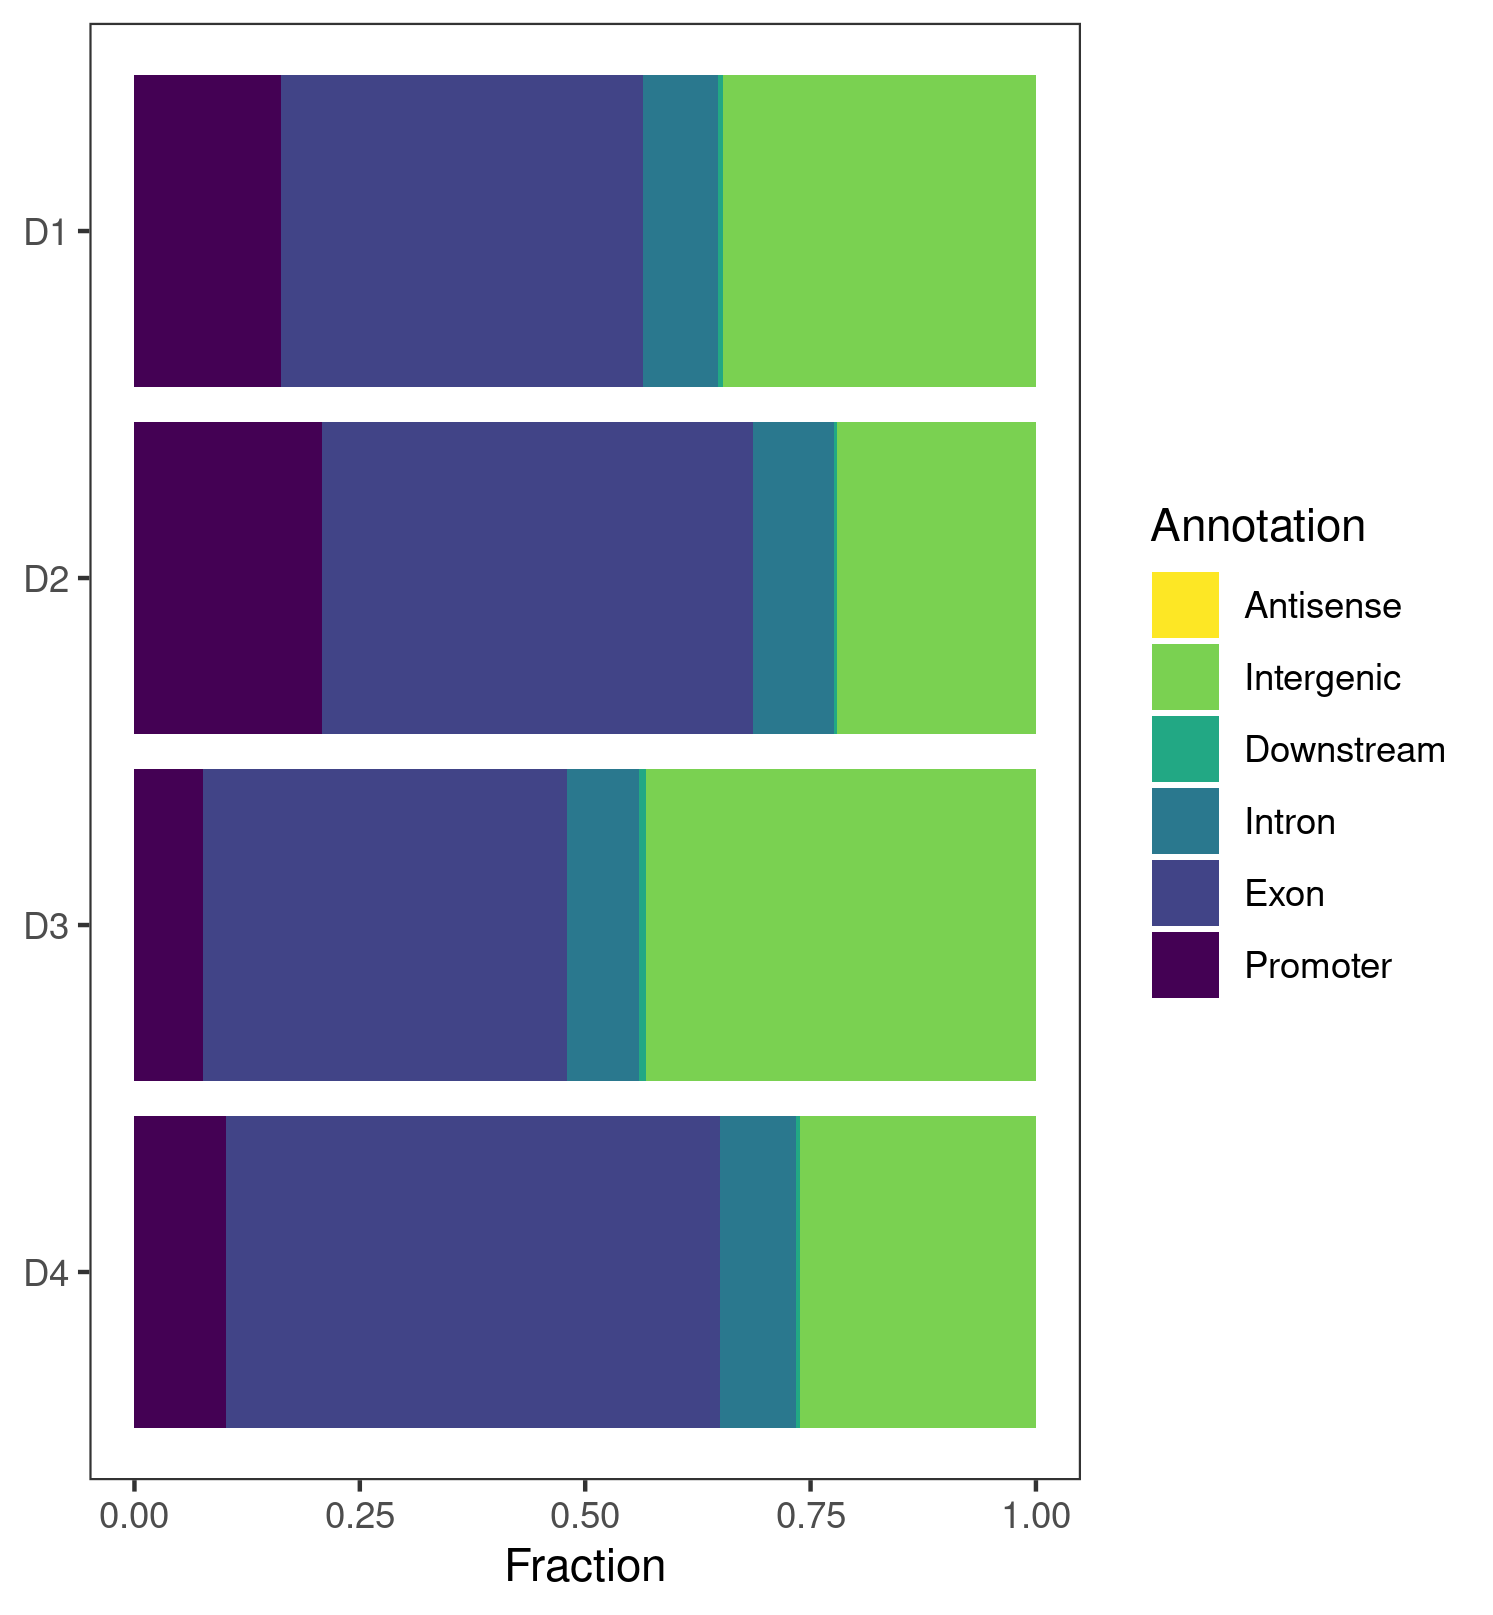 D1
D2
D3
D4
0.00 0.25 0.50 0.75 1.00
Fraction
Annotation
Antisense
Intergenic
Downstream
Intron
Exon
Promoter